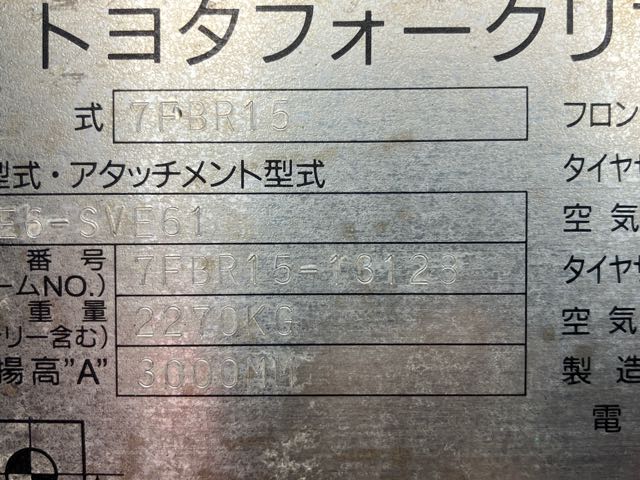 トヨタフォークリフ
式 7FBR15 フロン
型式・アタッチメント型式 タイヤサ
E6-SVE61 空気
番号 7FBR15-13128 タイヤサ
ームNO.)
重量 2270KG 空気
リー含む)
揚高"A" 3000MM 製造
電